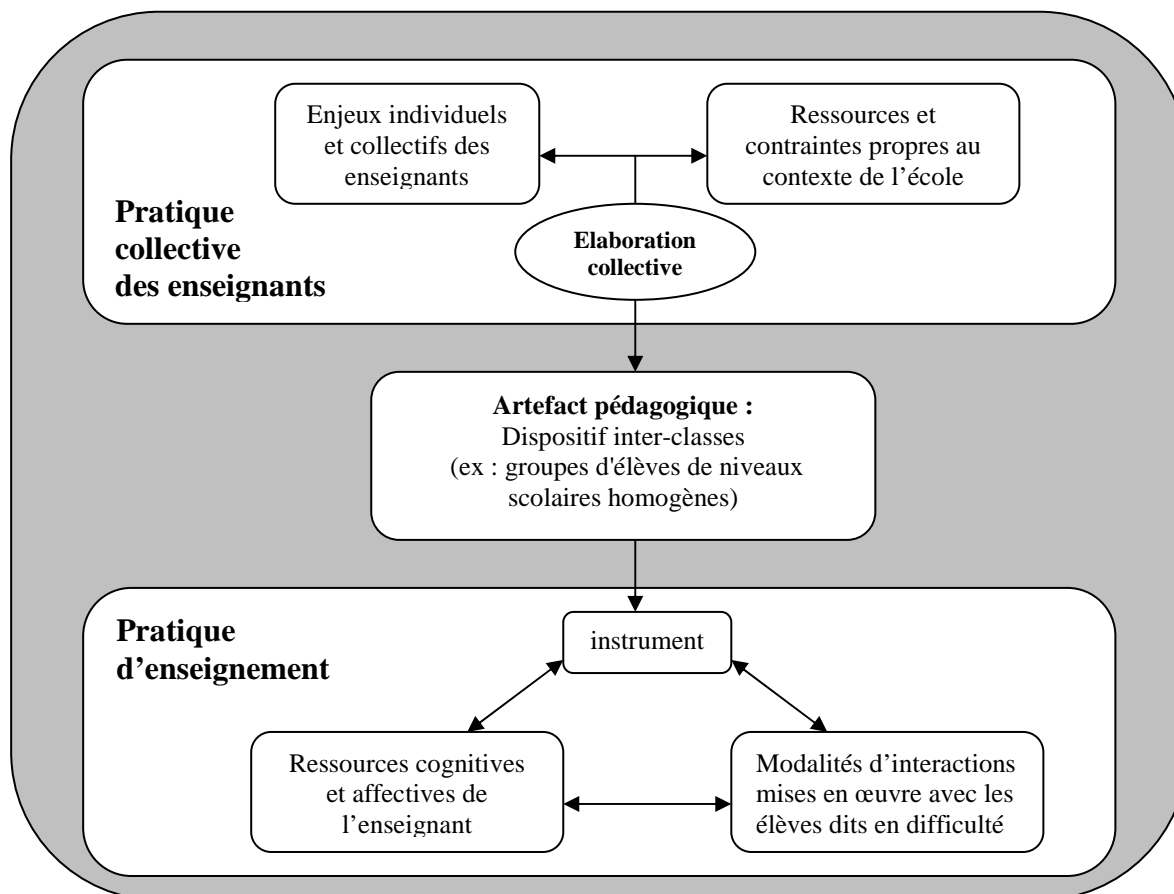 Enjeux individuels
et collectifs des
enseignants
Ressources et
contraintes propres au
contexte de l’école
Pratique
collective
des enseignants
Elaboration
collective
Artefact pédagogique :
Dispositif inter-classes
(ex : groupes d'élèves de niveaux
scolaires homogènes)
Pratique
d’enseignement
instrument
Ressources cognitives
et affectives de
l’enseignant
Modalités d’interactions
mises en œuvre avec les
élèves dits en difficulté